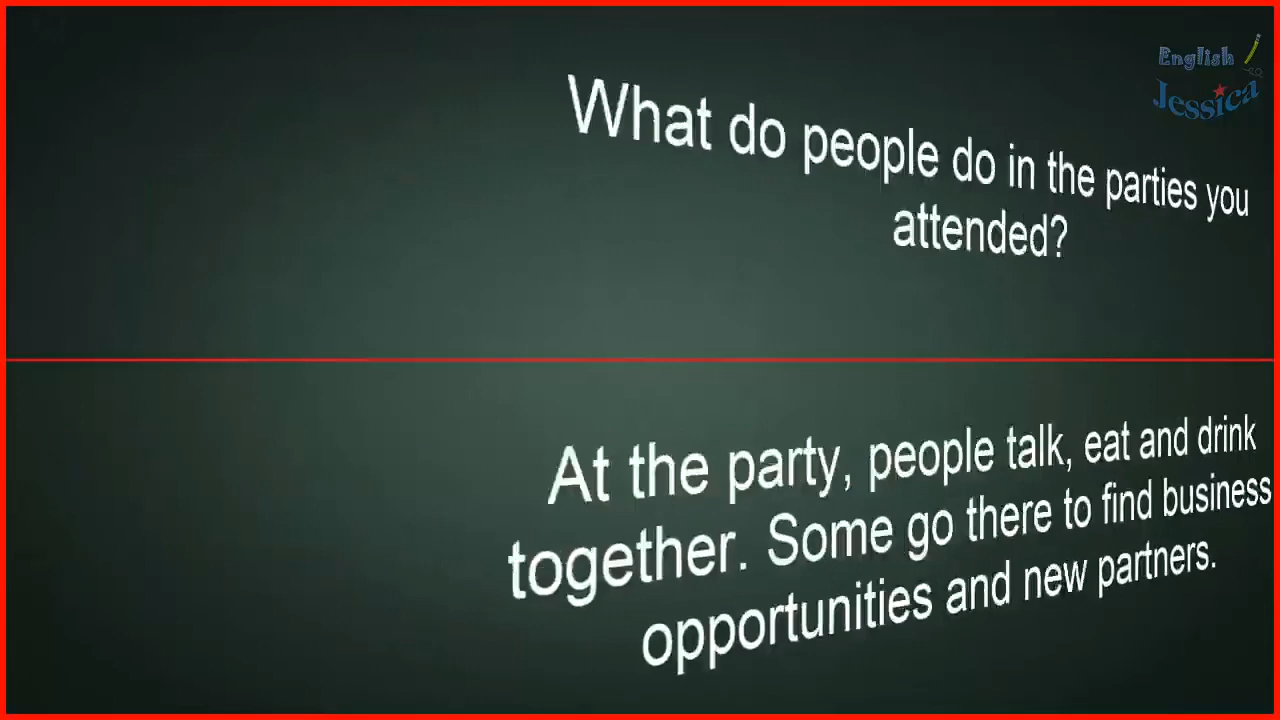 English
Jessica
What do people do in the parties you
attended?
At the party, people talk, eat and drink
together. Some go there to find business
opportunities and new partners.